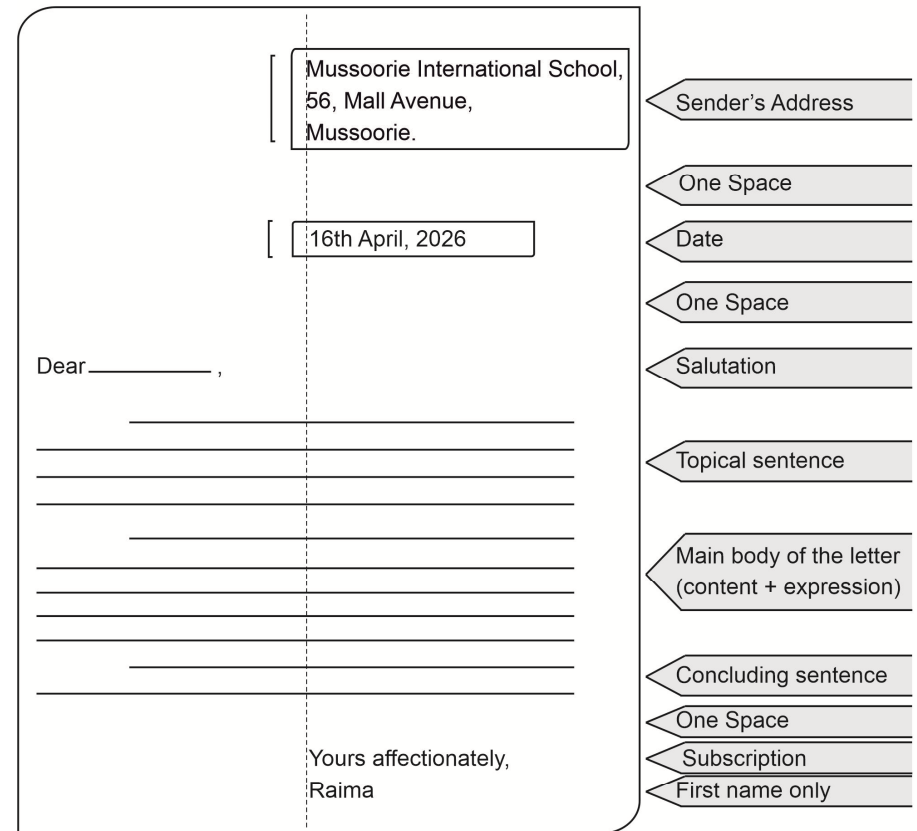 Mussoorie International School,
56, Mall Avenue,
Mussoorie.
Sender’s Address
One Space
16th April, 2026
Date
One Space
Dear ,
Salutation
Topical sentence
Main body of the letter
(content + expression)
Concluding sentence
One Space
Yours affectionately,
Subscription
Raima
First name only